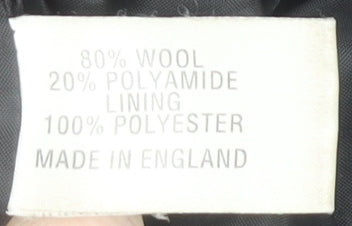 80% WOOL
20% POLYAMIDE
LINING
100% POLYESTER
MADE IN ENGLAND